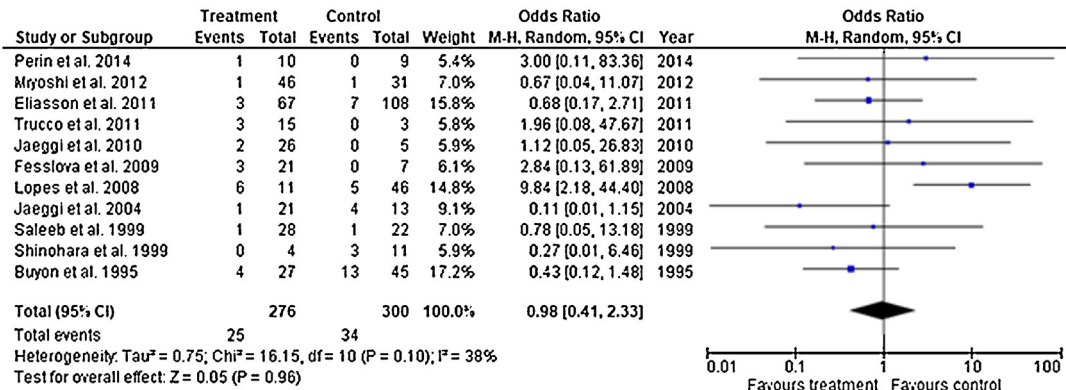 Treatment Control Odds Ratio Odds Ratio
Study or Subgroup Events Total Events Total Weight M-H, Random, 95% CI Year M-H, Random, 95% CI
Perin et al. 2014 1 10 0 9 5.4% 3.00 [0.11, 83.36] 2014
Miyoshi et al. 2012 1 46 1 31 7.0% 0.67 [0.04, 11.07] 2012
Eliasson et al. 2011 3 67 7 108 15.8% 0.68 [0.17, 2.71] 2011
Trucco et al. 2011 3 15 0 3 5.8% 1.96 [0.08, 47.67] 2011
Jaeggi et al. 2010 2 26 0 5 5.9% 1.12 [0.05, 26.83] 2010
Fesslova et al. 2009 3 21 0 7 6.1% 2.84 [0.13, 61.89] 2009
Lopes et al. 2008 6 11 5 46 14.8% 9.84 [2.18, 44.40] 2008
Jaeggi et al. 2004 1 21 4 13 9.1% 0.11 [0.01, 1.15] 2004
Saleeb et al. 1999 1 28 1 22 7.0% 0.78 [0.05, 13.18] 1999
Shinohara et al. 1999 0 4 3 11 5.9% 0.27 [0.01, 6.46] 1999
Buyon et al. 1995 4 27 13 45 17.2% 0.43 [0.12, 1.48] 1995
Total (95% CI) 276 300 100.0% 0.98 [0.41, 2.33]
Total events 25 34
Heterogeneity: Tau² = 0.75; Chi² = 16.15, df = 10 (P = 0.10); I² = 38%
Test for overall effect: Z = 0.05 (P = 0.96)
0.01 0.1 1 10 100
Favours treatment Favours control